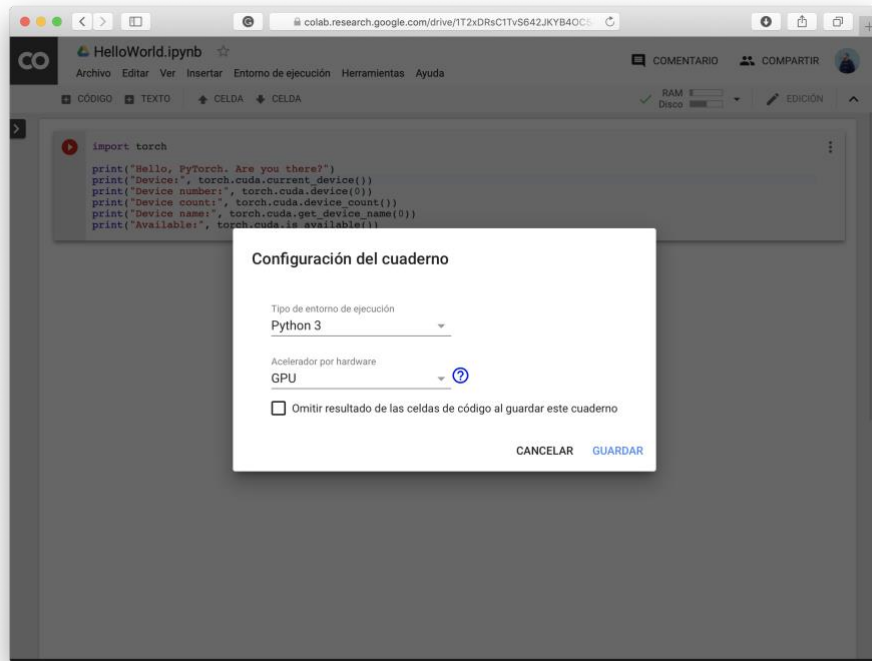 colab.research.google.com/drive/1T2xDRsC1TvS642JKYB4OCS
CO
HelloWorld.ipynb
COMENTARIO COMPARTIR
Archivo Editar Ver Insertar Entorno de ejecución Herramientas Ayuda
CÓDIGO TEXTO CELDA CELDA
RAM
Disco
EDICIÓN
import torch
print("Hello, PyTorch. Are you there?")
print("Device:", torch.cuda.current_device())
print("Device number:", torch.cuda.device(0))
print("Device count:", torch.cuda.device_count())
print("Device name:", torch.cuda.get_device_name(0))
print("Available:", torch.cuda.is_available())
Configuración del cuaderno
Tipo de entorno de ejecución
Python 3
Acelerador por hardware
GPU
Omitir resultado de las celdas de código al guardar este cuaderno
CANCELAR GUARDAR